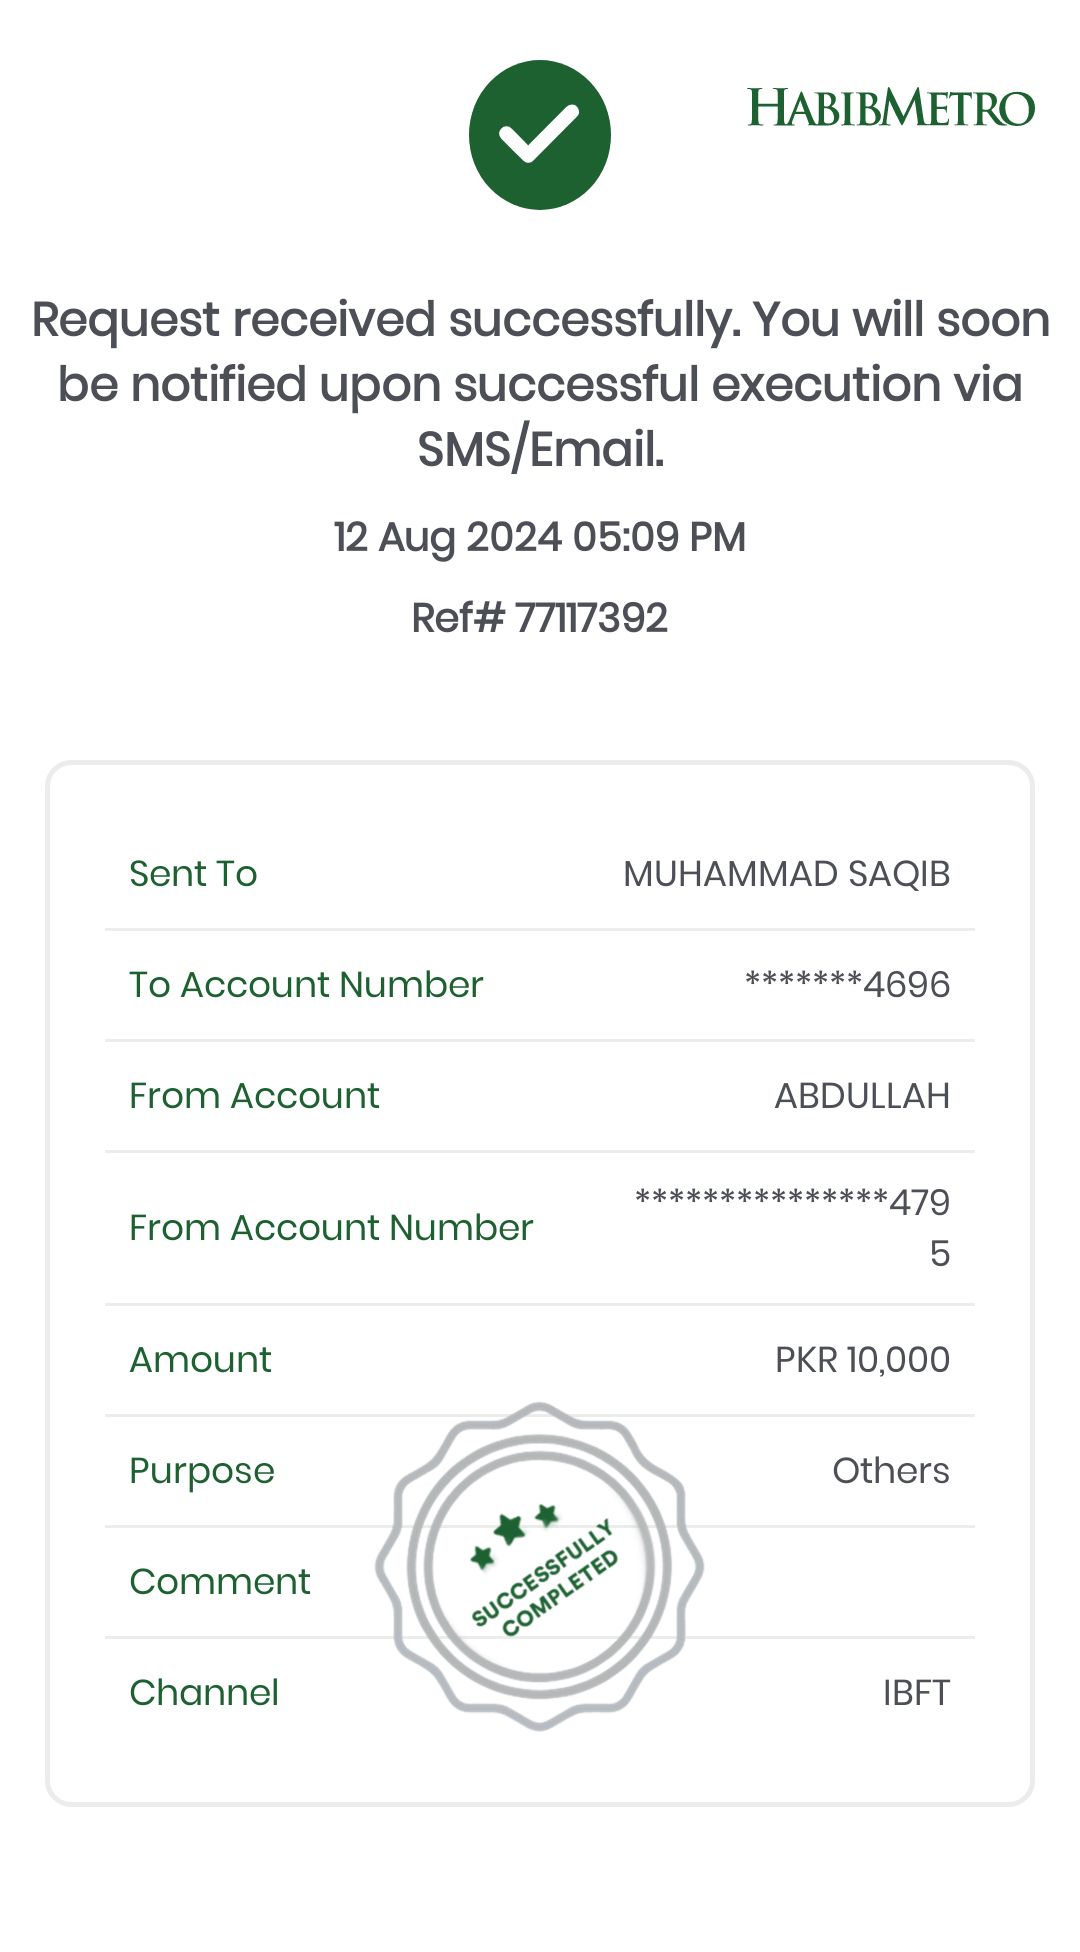 HABIBMETRO
Request received successfully. You will soon
be notified upon successful execution via
SMS/Email.
12 Aug 2024 05:09 PM
Ref# 77117392
Sent To MUHAMMAD SAQIB
To Account Number *******4696
From Account ABDULLAH
From Account Number ***************479
5
Amount PKR 10,000
Purpose Others
SUCCESSFULLY
COMPLETED
Comment
Channel IBFT